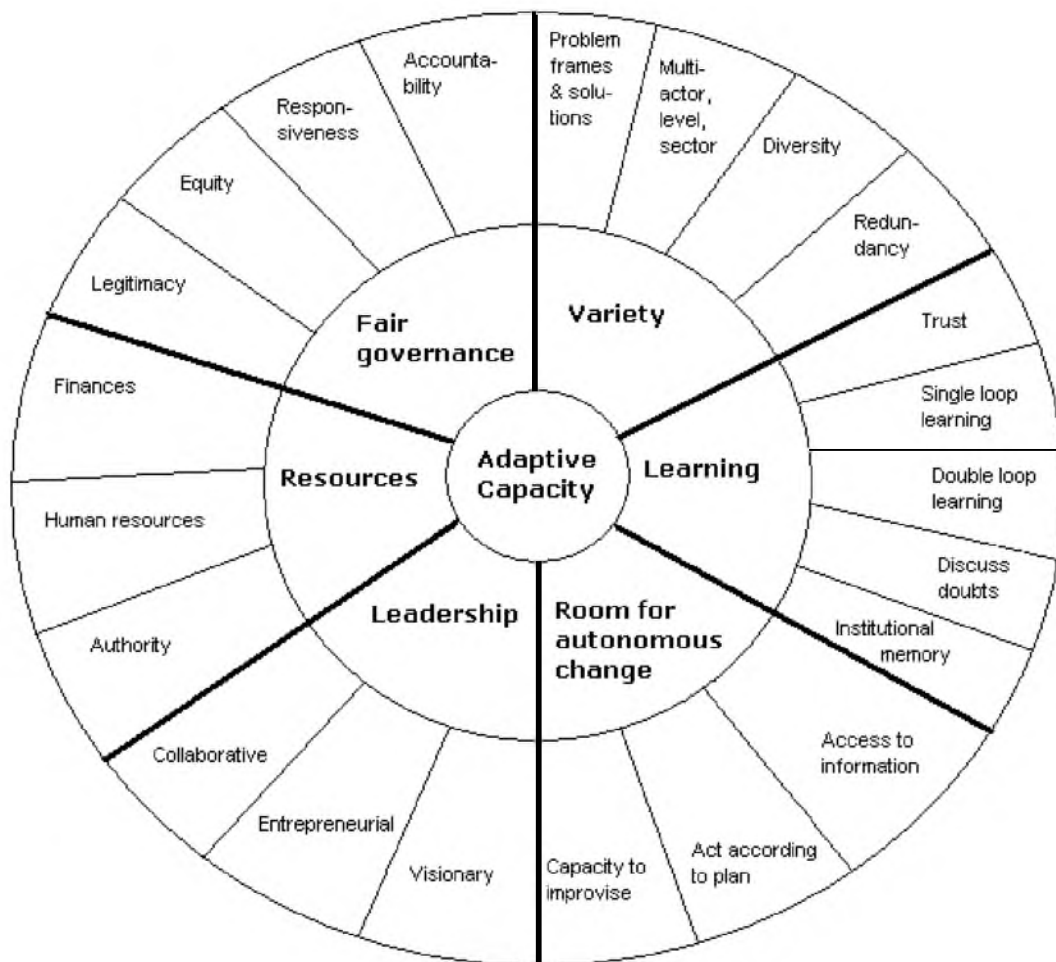 Adaptive
Capacity
Variety
Problem
frames
& solu-
tions
Multi-
actor,
level,
sector
Diversity
Redun-
dancy
Learning
Trust
Single loop
learning
Double loop
learning
Discuss
doubts
Institutional
memory
Room for
autonomous
change
Access to
information
Act according
to plan
Capacity to
improvise
Leadership
Visionary
Entrepreneurial
Collaborative
Resources
Authority
Human resources
Finances
Fair
governance
Legitimacy
Equity
Respon-
siveness
Accounta-
bility